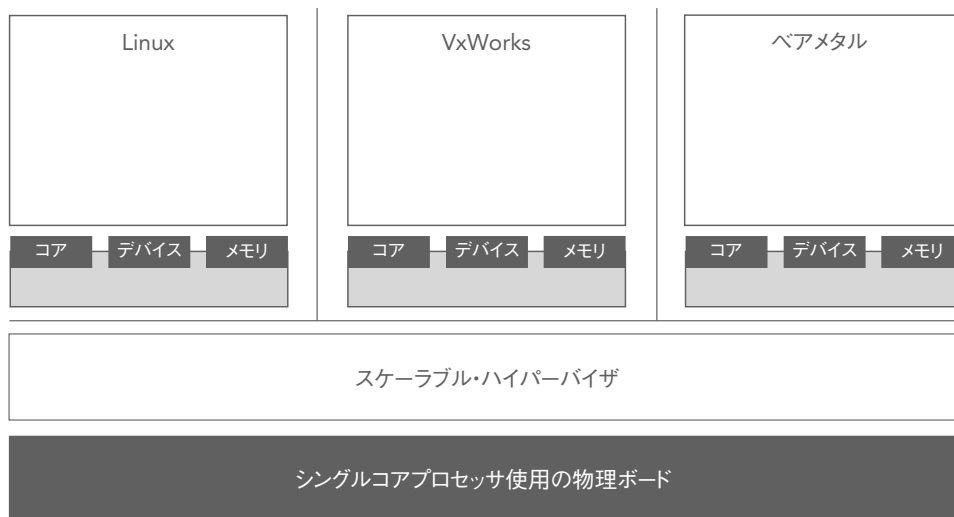 Linux
VxWorks
ベアメタル
コア デバイス メモリ
コア デバイス メモリ
コア デバイス メモリ
スケーラブル・ハイパーバイザ
シングルコアプロセッサ使用の物理ボード